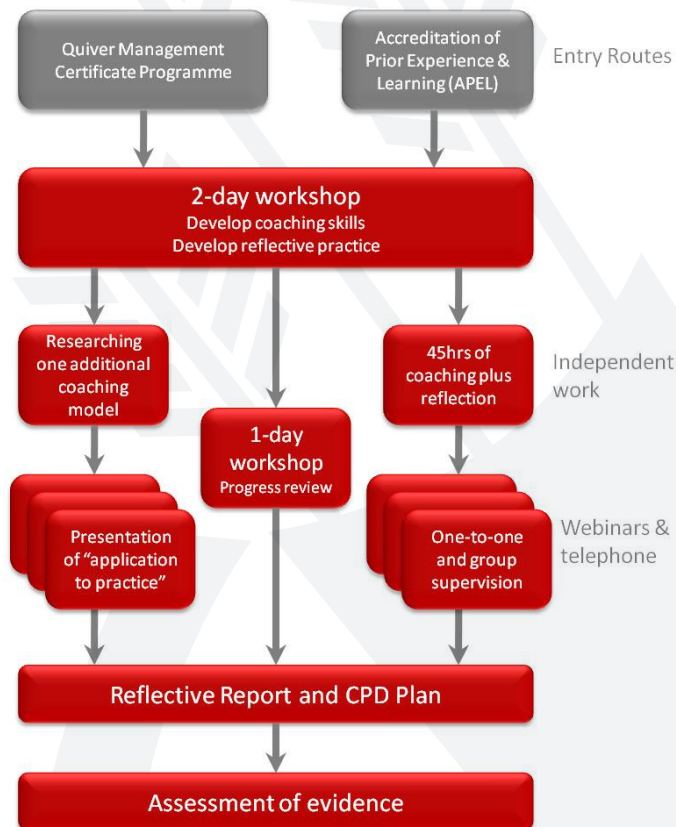 Quiver Management
Certificate Programme
Accreditation of
Prior Experience &
Learning (APEL)
Entry Routes
2-day workshop
Develop coaching skills
Develop reflective practice
Researching
one additional
coaching
model
45hrs of
coaching plus
reflection
Independent
work
1-day
workshop
Progress review
Presentation
of “application
to practice”
One-to-one
and group
supervision
Webinars &
telephone
Reflective Report and CPD Plan
Assessment of evidence